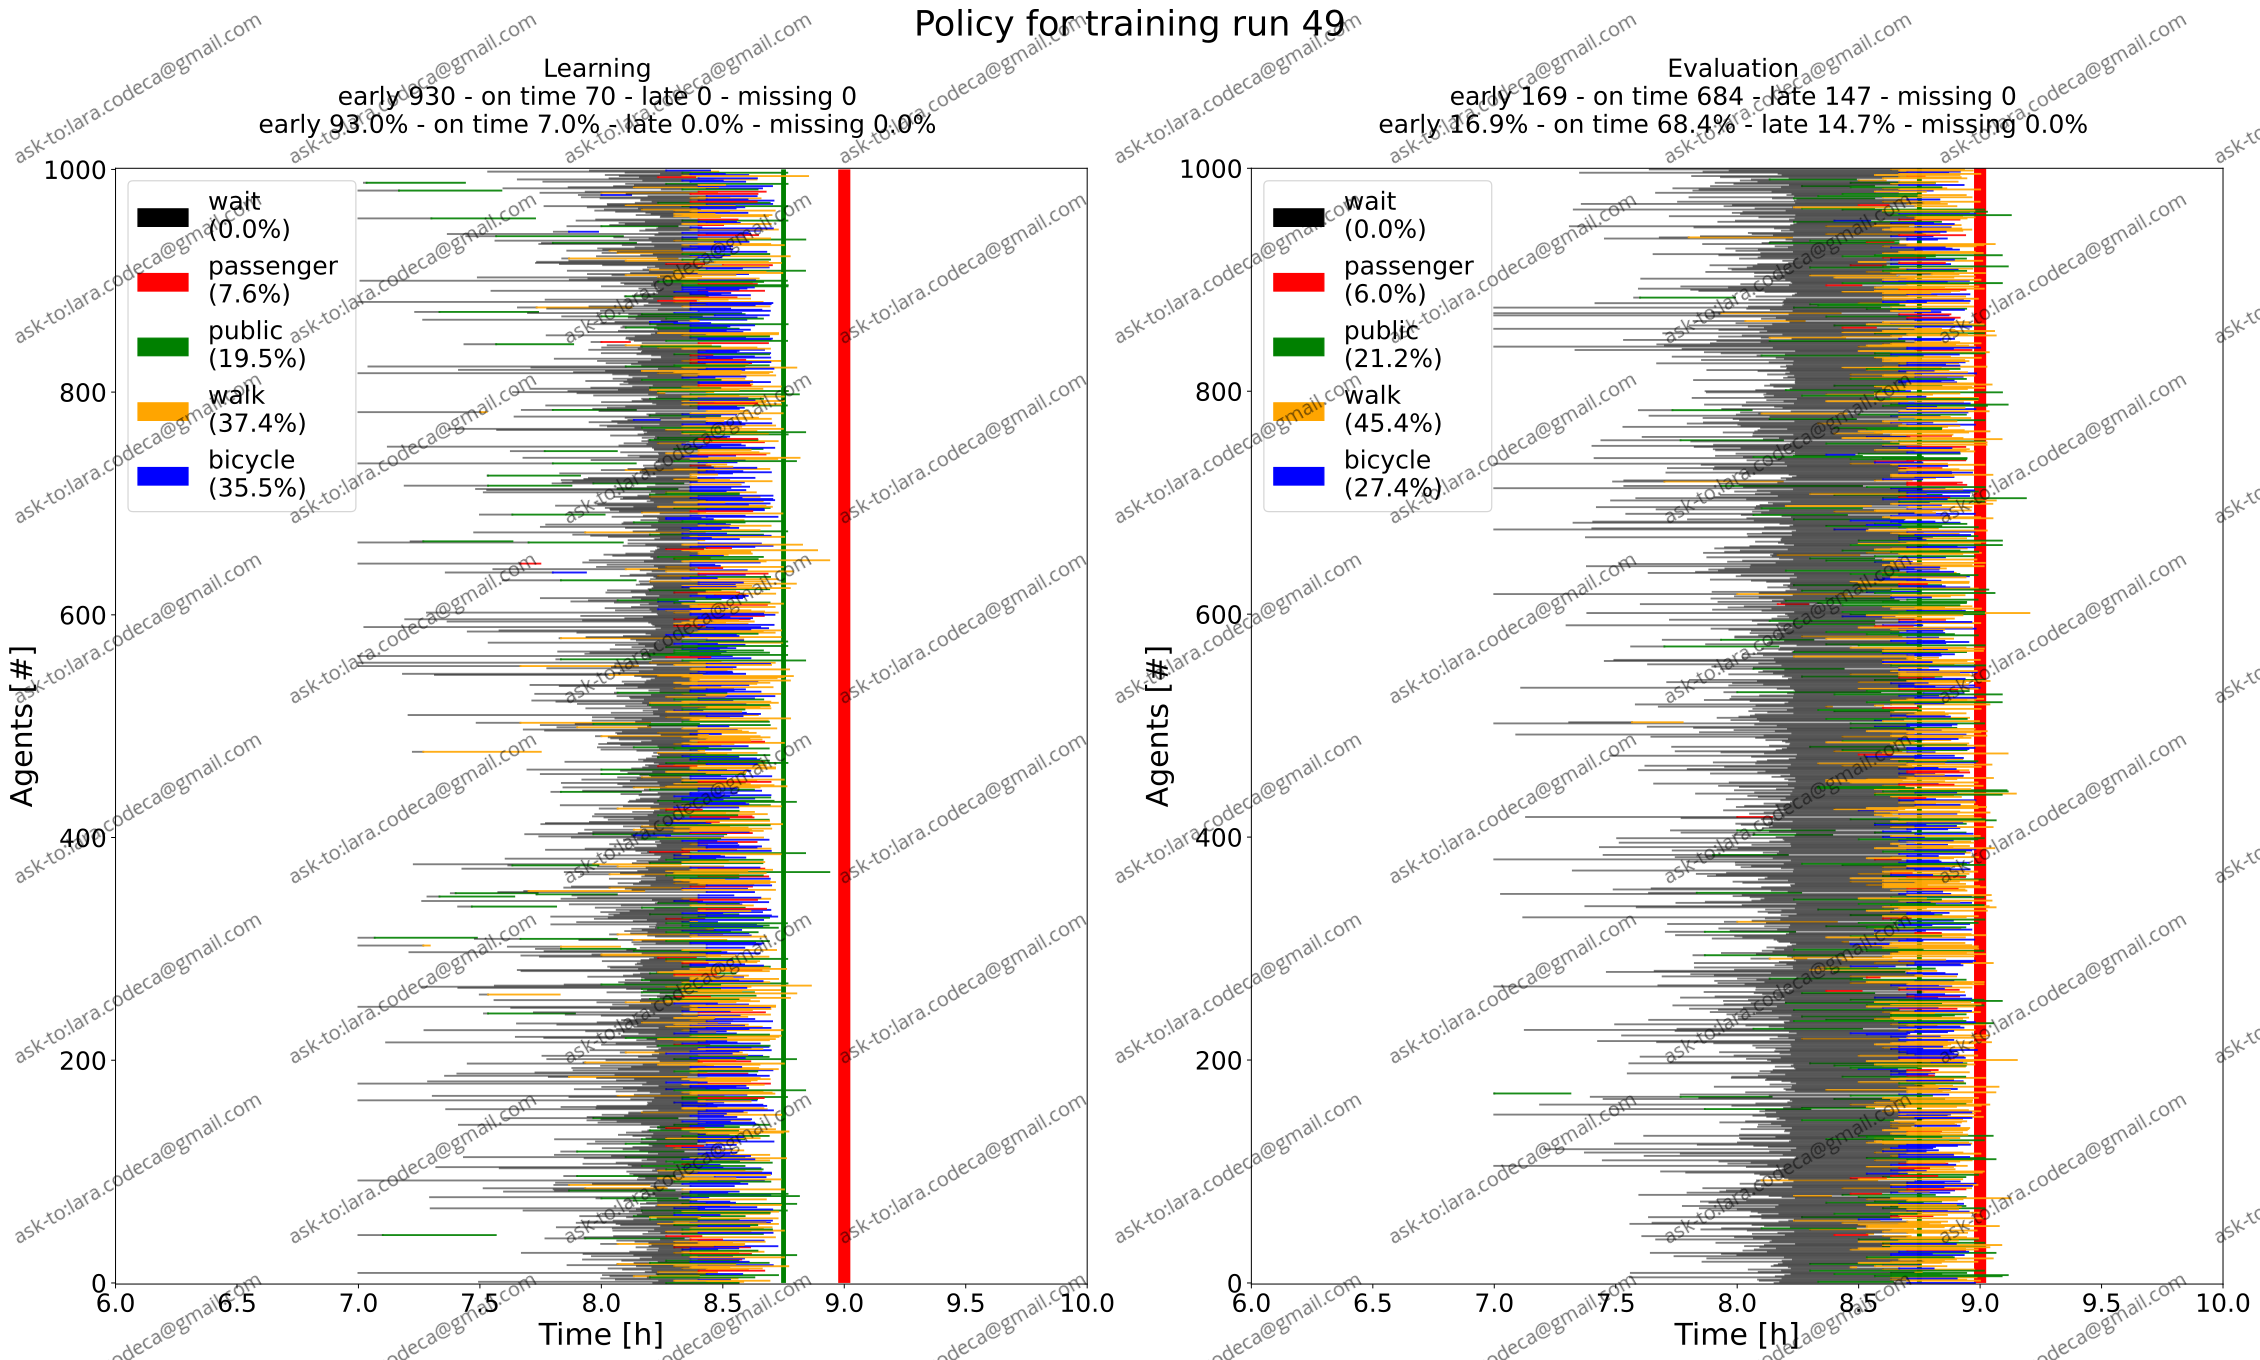 Policy for training run 49
Learning
early 930 - on time 70 - late 0 - missing 0
early 93.0% - on time 7.0% - late 0.0% - missing 0.0%
1000
800
600
400
200
0
Agents [#]
wait
(0.0%)
passenger
(7.6%)
public
(19.5%)
walk
(37.4%)
bicycle
(35.5%)
6.0 6.5 7.0 7.5 8.0 8.5 9.0 9.5 10.0
Time [h]
Evaluation
early 169 - on time 684 - late 147 - missing 0
early 16.9% - on time 68.4% - late 14.7% - missing 0.0%
1000
800
600
400
200
0
Agents [#]
wait
(0.0%)
passenger
(6.0%)
public
(21.2%)
walk
(45.4%)
bicycle
(27.4%)
6.0 6.5 7.0 7.5 8.0 8.5 9.0 9.5 10.0
Time [h]
ask-to:lara.codeca@gmail.com